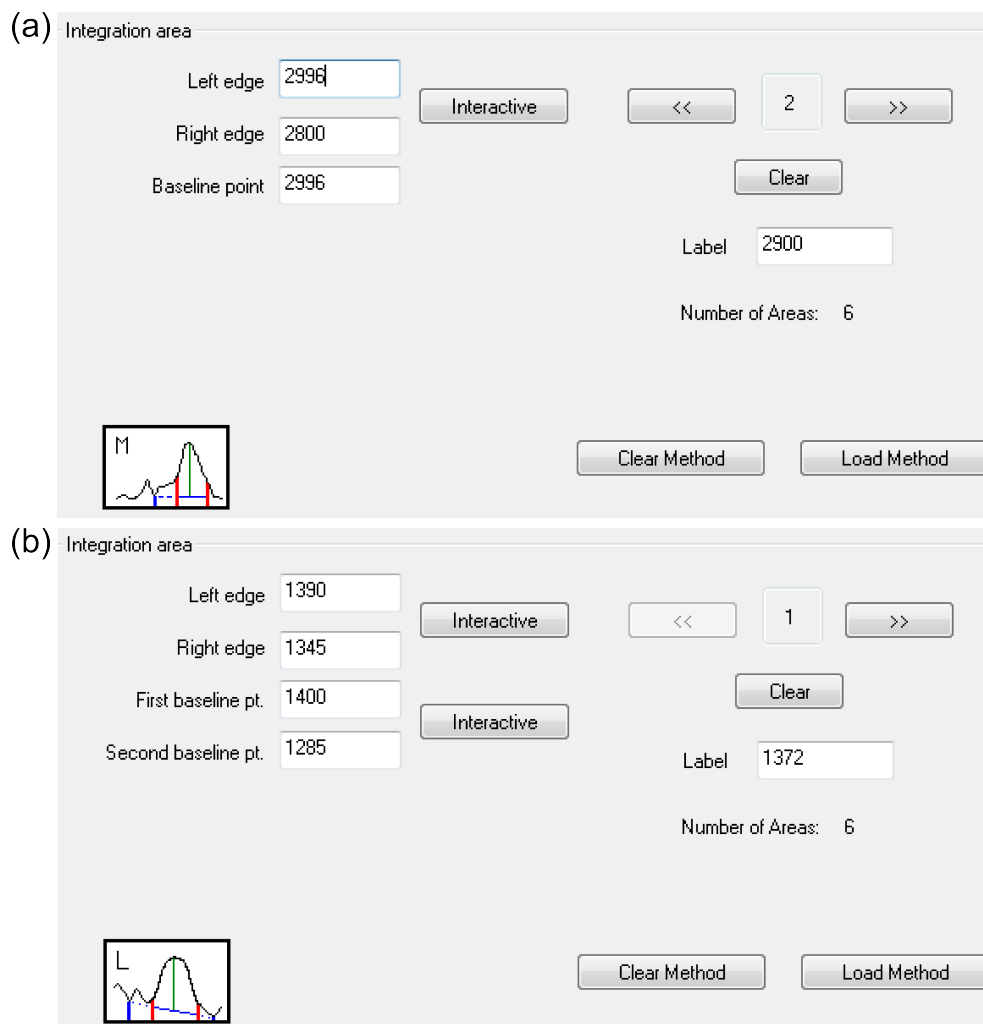 (a) Integration area
Left edge 2996
Interactive << 2 >>
Right edge 2800
Baseline point 2996
Clear
Label 2900
Number of Areas: 6
M
Clear Method Load Method
(b) Integration area
Left edge 1390
Interactive << 1 >>
Right edge 1345
Clear
First baseline pt. 1400
Interactive
Second baseline pt. 1285
Label 1372
Number of Areas: 6
L
Clear Method Load Method